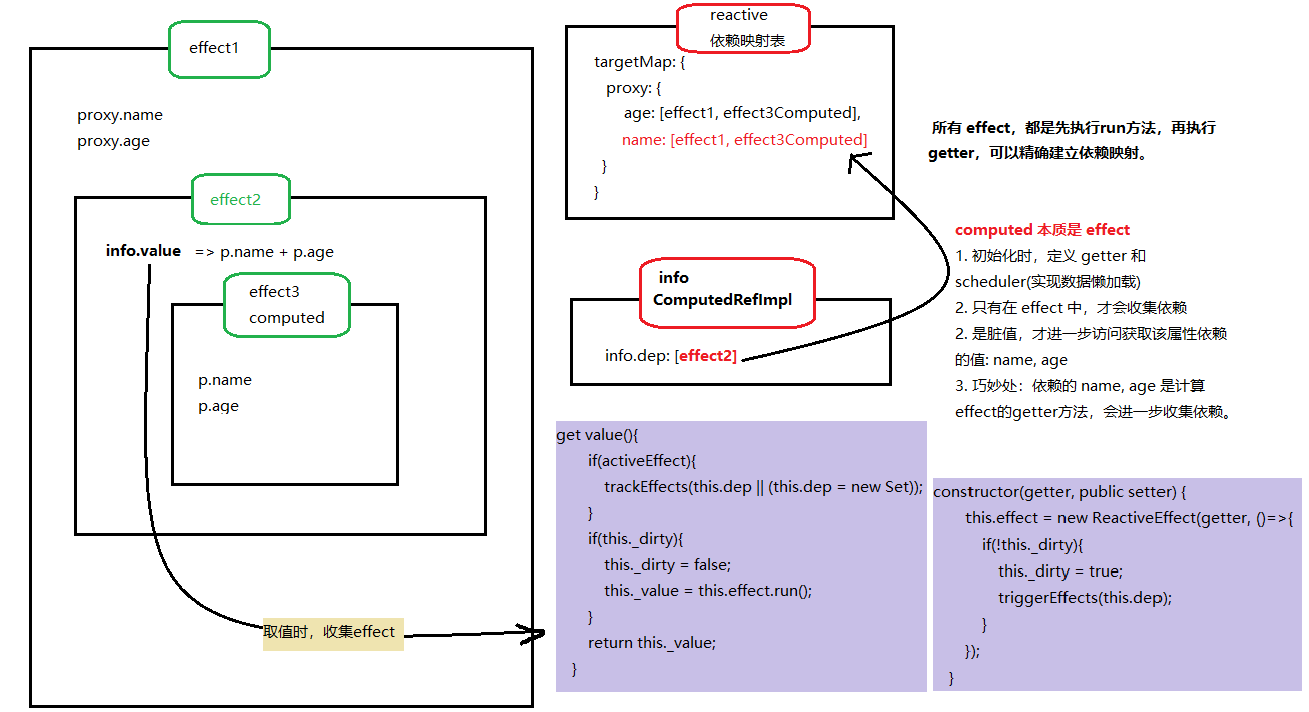 effect1
proxy.name
proxy.age
effect2
info.value => p.name + p.age
effect3
computed
p.name
p.age
取值时，收集effect
reactive
依赖映射表
targetMap: {
proxy: {
age: [effect1, effect3Computed],
name: [effect1, effect3Computed]
}
}
info
ComputedRefImpl
info.dep: [effect2]
所有 effect，都是先执行run方法，再执行
getter，可以精确建立依赖映射。
computed 本质是 effect
1. 初始化时，定义 getter 和
scheduler(实现数据懒加载)
2. 只有在 effect 中，才会收集依赖
2. 是脏值，才进一步访问获取该属性依赖
的值: name, age
3. 巧妙处：依赖的 name, age 是计算
effect的getter方法，会进一步收集依赖。
get value(){
if(activeEffect){
trackEffects(this.dep || (this.dep = new Set));
}
if(this._dirty){
this._dirty = false;
this._value = this.effect.run();
}
return this._value;
}
constructor(getter, public setter) {
this.effect = new ReactiveEffect(getter, ()=>{
if(!this._dirty){
this._dirty = true;
triggerEffects(this.dep);
}
});
}